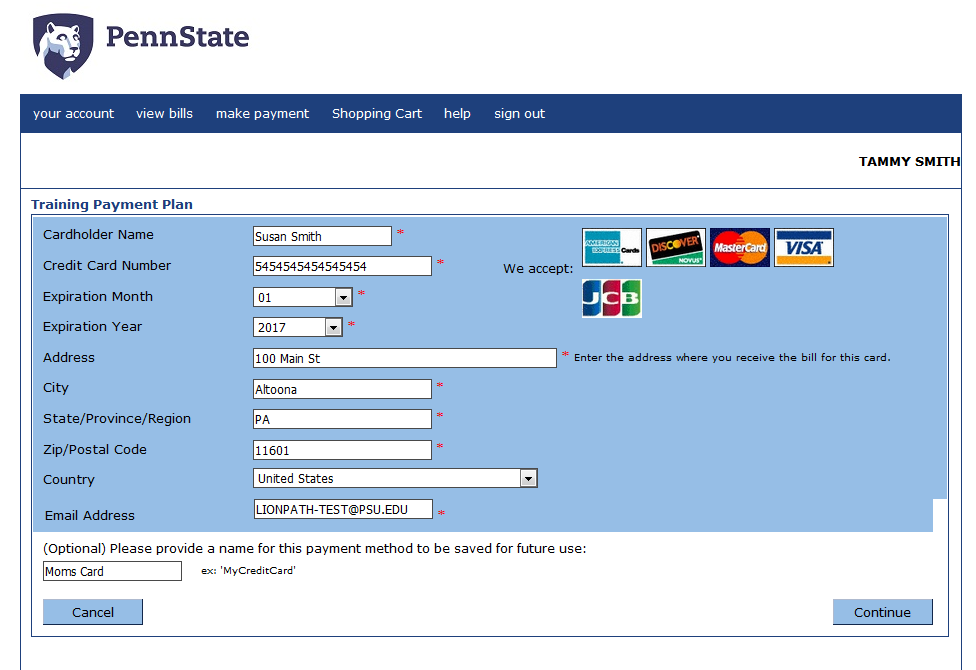 PennState
your account view bills make payment Shopping Cart help sign out
TAMMY SMITH
Training Payment Plan
Cardholder Name Susan Smith *
Credit Card Number 5454545454545454 *
We accept: AMERICAN EXPRESS Cards DISCOVER NOVUS MasterCard VISA
JCB
Expiration Month 01 *
Expiration Year 2017 *
Address 100 Main St * Enter the address where you receive the bill for this card.
City Altoona *
State/Province/Region PA *
Zip/Postal Code 11601 *
Country United States
Email Address LIONPATH-TEST@PSU.EDU *
(Optional) Please provide a name for this payment method to be saved for future use:
Moms Card ex: 'MyCreditCard'
Cancel Continue